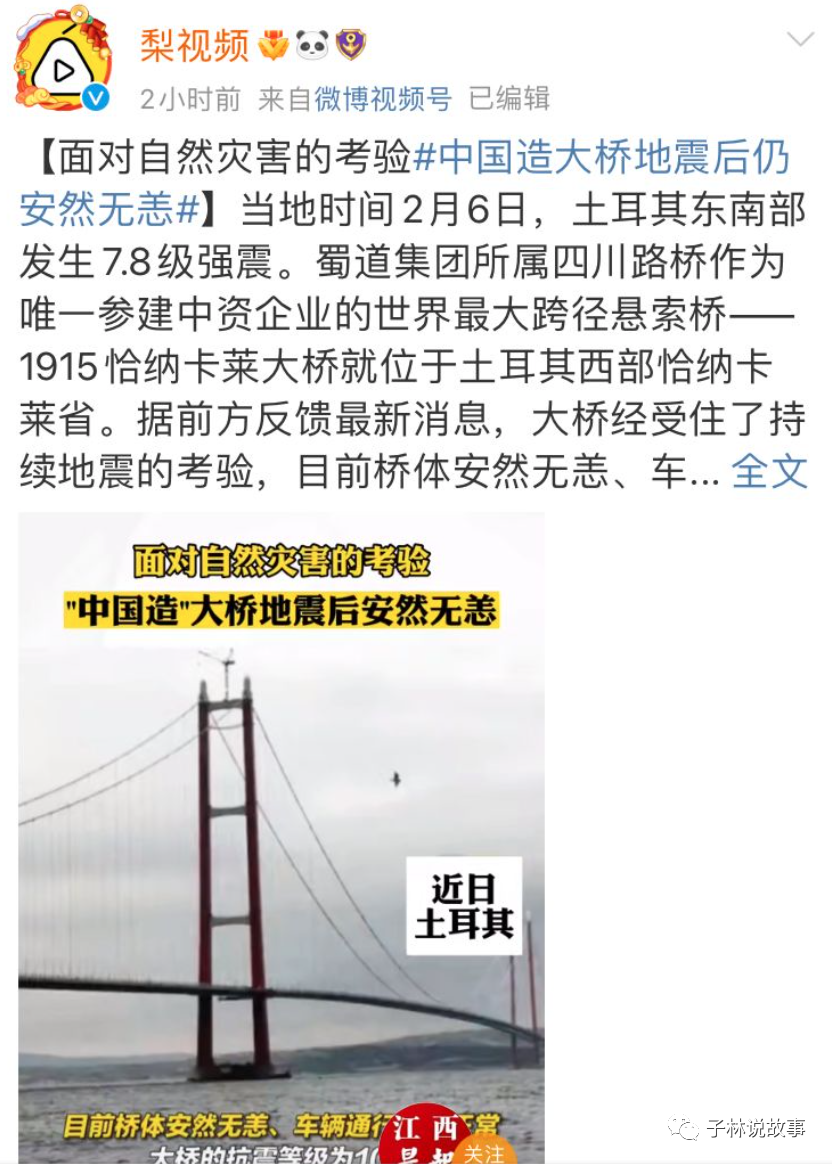 梨视频
2小时前 来自微博视频号 已编辑
【面对自然灾害的考验#中国造大桥地震后仍
安然无恙#】当地时间2月6日，土耳其东南部
发生7.8级强震。蜀道集团所属四川路桥作为
唯一参建中资企业的世界最大跨径悬索桥——
1915恰纳卡莱大桥就位于土耳其西部恰纳卡
莱省。据前方反馈最新消息，大桥经受住了持
续地震的考验，目前桥体安然无恙、车... 全文
面对自然灾害的考验
"中国造"大桥地震后安然无恙
近日
土耳其
目前桥体安然无恙、车辆通行 正常
大桥的抗震等级为10
江西
关注
子林说故事